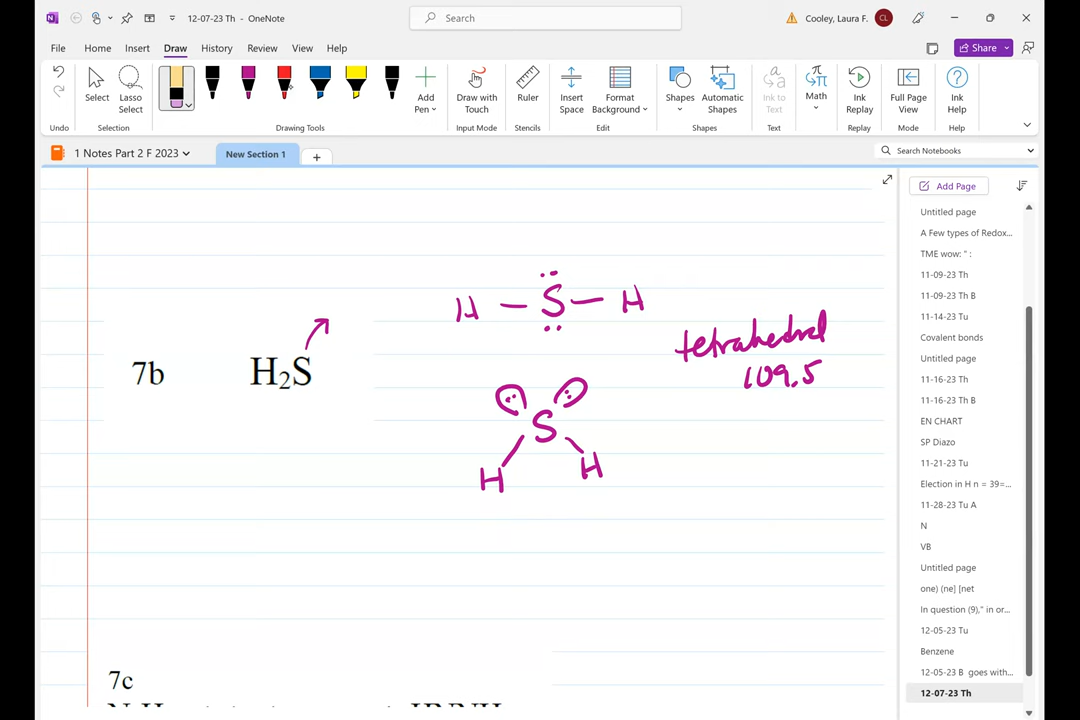 12-07-23 Th - OneNote
Search
Cooley, Laura F.
CL
File Home Insert Draw History Review View Help
Share
Undo
Select
Lasso Select
Add Pen
Draw with Touch
Ruler
Insert Space
Format Background
Shapes
Automatic Shapes
Ink to Text
Math
Ink Replay
Full Page View
Ink Help
Undo Selection Drawing Tools Input Mode Stencils Edit Shapes Text Replay Mode Help
1 Notes Part 2 F 2023
New Section 1
+
Search Notebooks
Add Page
Untitled page
A Few types of Redox...
TME wow: " :
11-09-23 Th
11-09-23 Th B
11-14-23 Tu
Covalent bonds
Untitled page
11-16-23 Th
11-16-23 Th B
EN CHART
SP Diazo
11-21-23 Tu
Election in H n = 39=...
11-28-23 Tu A
N
VB
Untitled page
one) (ne] [net
In question (9)," in or...
12-05-23 Tu
Benzene
12-05-23 B goes with...
12-07-23 Th
H — S — H
tetrahedral
109.5
7b H₂S
S
H H
7c